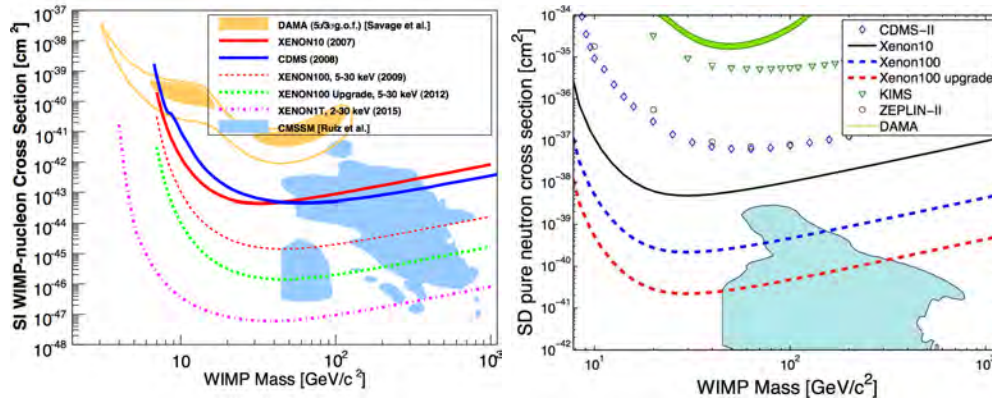 SI WIMP-nucleon Cross Section [cm²]
10⁻³⁷
10⁻³⁸
10⁻³⁹
10⁻⁴⁰
10⁻⁴¹
10⁻⁴²
10⁻⁴³
10⁻⁴⁴
10⁻⁴⁵
10⁻⁴⁶
10⁻⁴⁷
10⁻⁴⁸
DAMA (5/3σ g.o.f.) [Savage et al.]
XENON10 (2007)
CDMS (2008)
XENON100, 5-30 keV (2009)
XENON100 Upgrade, 5-30 keV (2012)
XENON1T, 2-30 keV (2015)
CMSSM [Ruiz et al.]
10
10²
10³
WIMP Mass [GeV/c²]
SD pure neutron cross section [cm²]
10⁻³⁴
10⁻³⁵
10⁻³⁶
10⁻³⁷
10⁻³⁸
10⁻³⁹
10⁻⁴⁰
10⁻⁴¹
10⁻⁴²
CDMS-II
Xenon10
Xenon100
Xenon100 upgrade
KIMS
ZEPLIN-II
DAMA
10¹
10²
10³
WIMP Mass [GeV/c²]